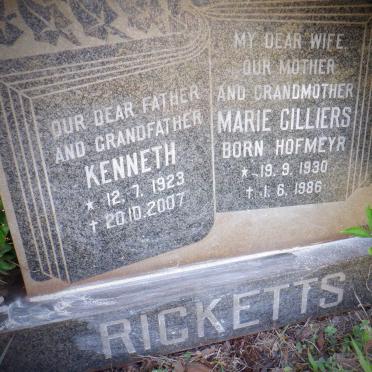 OUR DEAR FATHER
AND GRANDFATHER
KENNETH
* 12. 7. 1923
† 20.10.2007
MY DEAR WIFE,
OUR MOTHER
AND GRANDMOTHER
MARIE CILLIERS
BORN HOFMEYR
* 19. 9. 1930
† 1. 6. 1986
RICKETTS